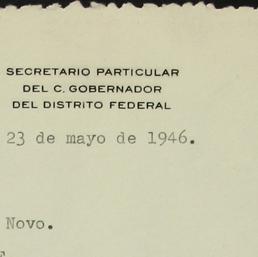 SECRETARIO PARTICULAR
DEL C. GOBERNADOR
DEL DISTRITO FEDERAL
23 de mayo de 1946.
Novo.